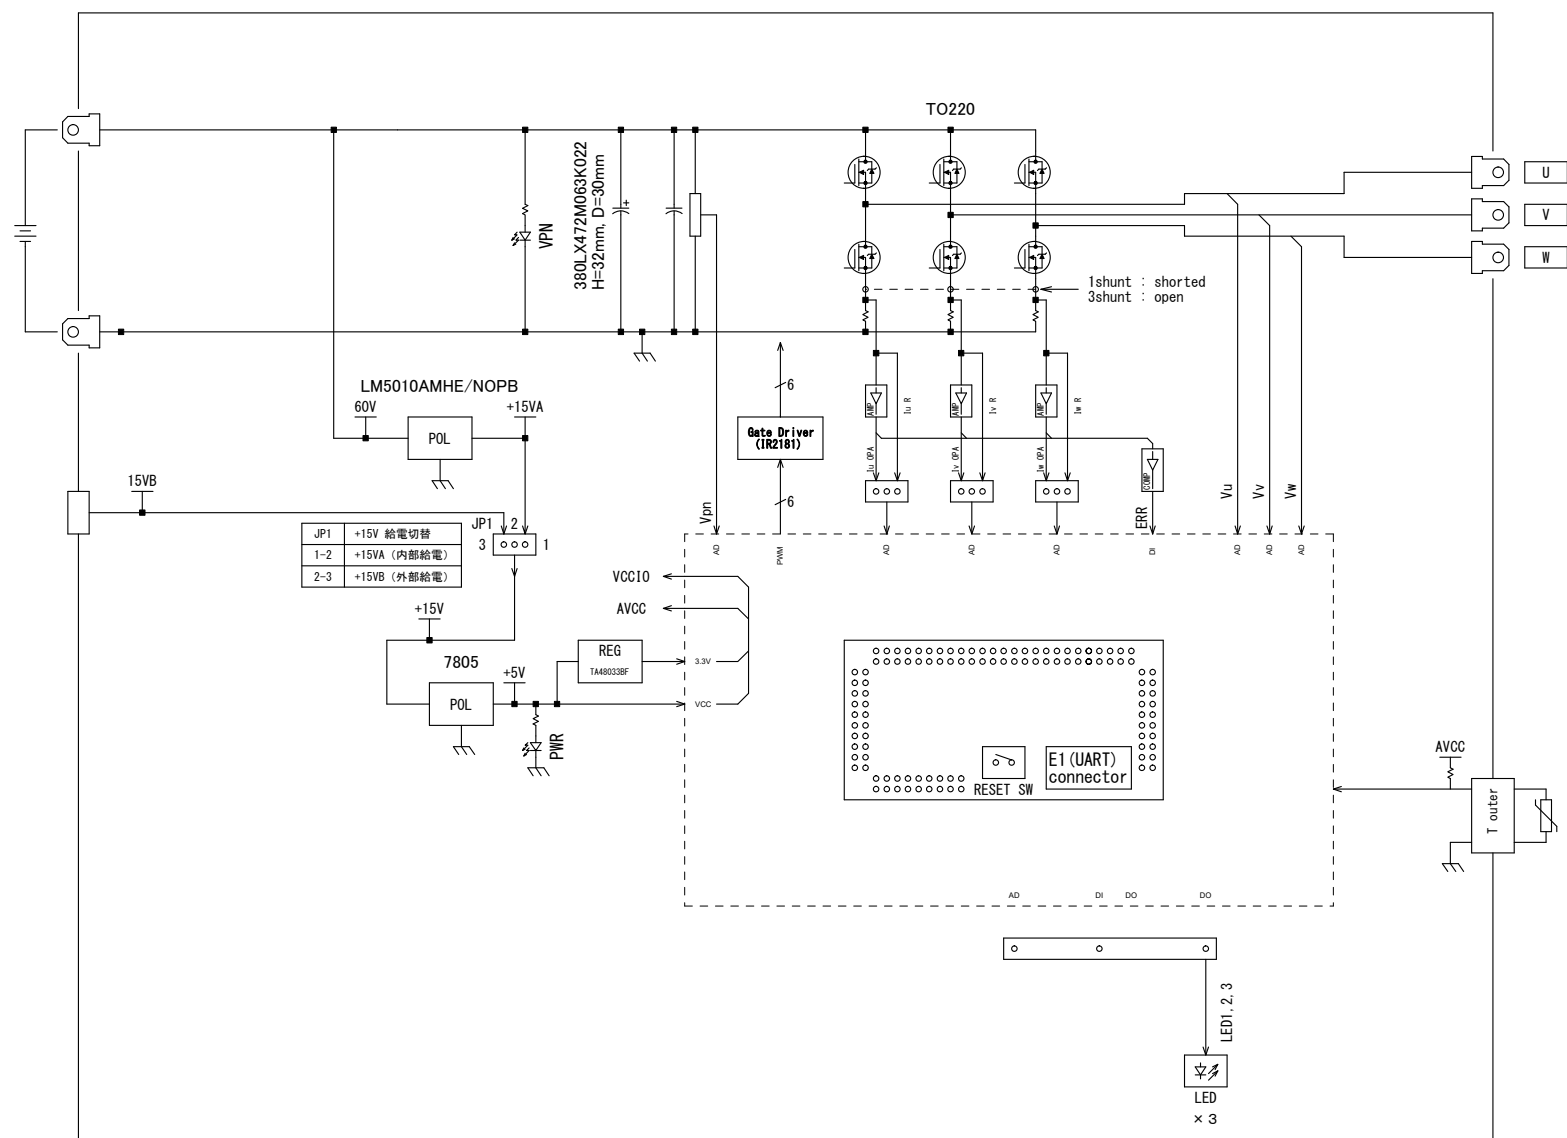 TO220
U
V
W
VPN
380LX472M063K022
H=32mm, D=30mm
1shunt : shorted
3shunt : open
LM5010AMHE/NOPB
60V
+15VA
POL
Gate Driver
(IR2181)
6
6
AMP
Iu R
AMP
Iv R
AMP
Iw R
Iu OPA
Iv OPA
Iw OPA
COMP
ERR
Vpn
Vu
Vv
Vw
15VB
JP1
2
3
1
JP1 +15V 給電切替
1-2 +15VA (内部給電)
2-3 +15VB (外部給電)
AD
PWM
AD
AD
AD
DI
AD
AD
AD
VCCIO
AVCC
+15V
7805
POL
+5V
REG
TA48033BF
3.3V
VCC
PWR
RESET SW
E1(UART)
connector
AVCC
T outer
AD
DI
DO
DO
LED1,2,3
LED
×3